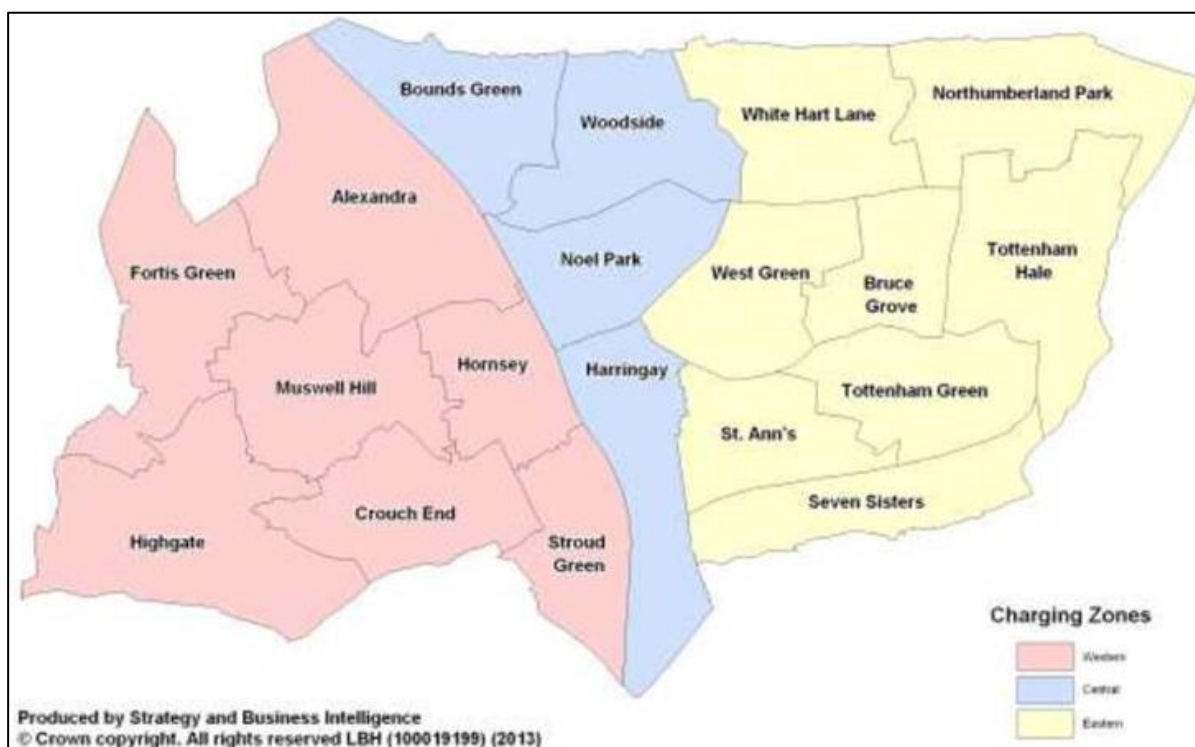 Bounds Green
Woodside
White Hart Lane
Northumberland Park
Alexandra
Fortis Green
Noel Park
West Green
Bruce
Grove
Tottenham
Hale
Muswell Hill
Hornsey
Harringay
Tottenham Green
St. Ann's
Seven Sisters
Highgate
Crouch End
Stroud
Green
Charging Zones
Western
Central
Eastern
Produced by Strategy and Business Intelligence
© Crown copyright. All rights reserved LBH (100019199) (2013)